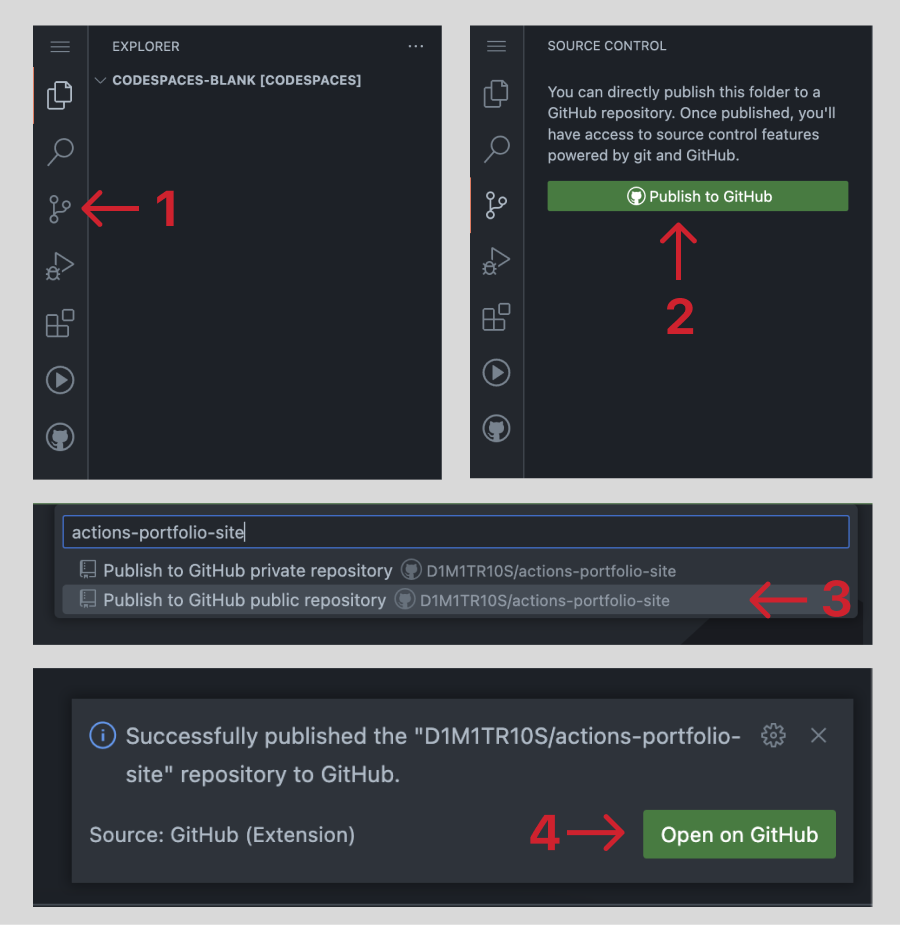 EXPLORER
CODESPACES-BLANK [CODESPACES]
1
SOURCE CONTROL
You can directly publish this folder to a
GitHub repository. Once published, you'll
have access to source control features
powered by git and GitHub.
Publish to GitHub
2
actions-portfolio-site
Publish to GitHub private repository D1M1TR10S/actions-portfolio-site
Publish to GitHub public repository D1M1TR10S/actions-portfolio-site
3
Successfully published the "D1M1TR10S/actions-portfolio-
site" repository to GitHub.
Source: GitHub (Extension)
4
Open on GitHub